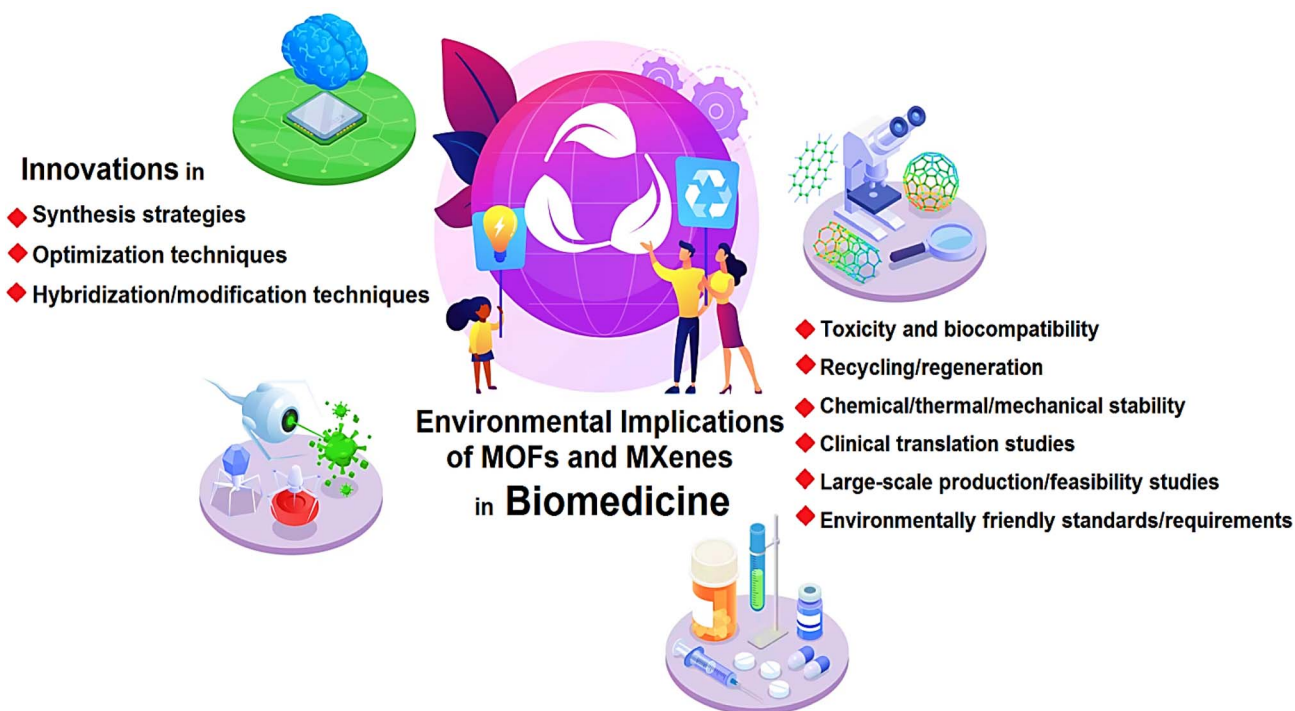 Innovations in
Synthesis strategies
Optimization techniques
Hybridization/modification techniques
Environmental Implications
of MOFs and MXenes
in Biomedicine
Toxicity and biocompatibility
Recycling/regeneration
Chemical/thermal/mechanical stability
Clinical translation studies
Large-scale production/feasibility studies
Environmentally friendly standards/requirements